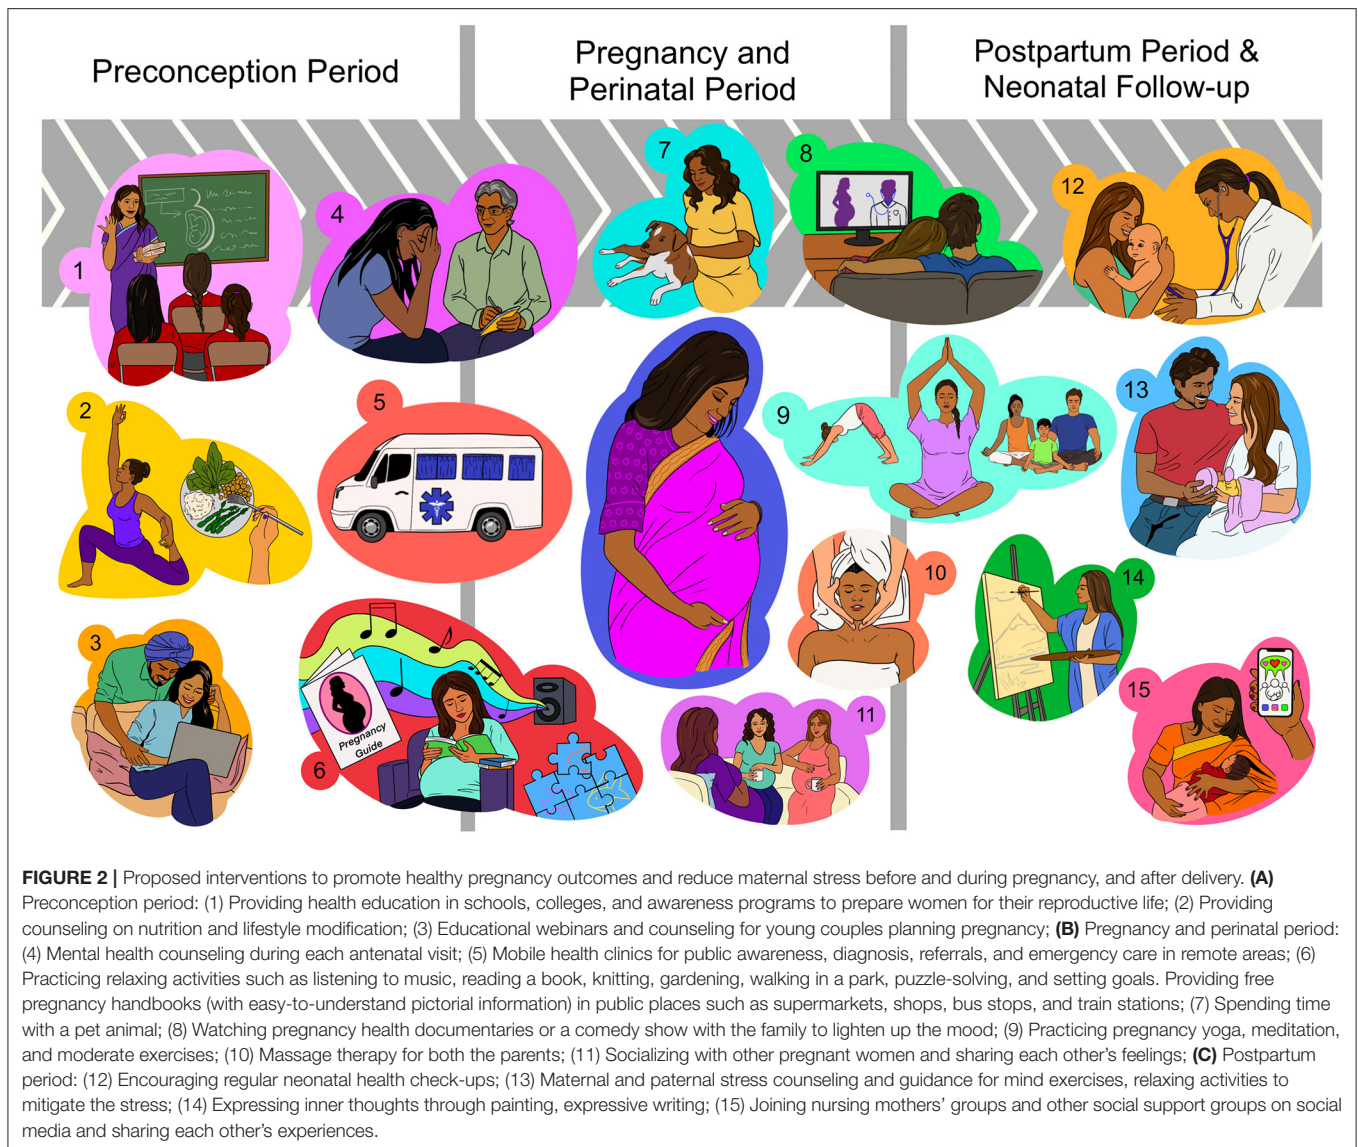 Preconception Period
Pregnancy and
Perinatal Period
Postpartum Period &
Neonatal Follow-up
1
4
7
8
12
2
5
9
13
3
Pregnancy
Guide
6
10
11
14
15
FIGURE 2 | Proposed interventions to promote healthy pregnancy outcomes and reduce maternal stress before and during pregnancy, and after delivery. (A)
Preconception period: (1) Providing health education in schools, colleges, and awareness programs to prepare women for their reproductive life; (2) Providing
counseling on nutrition and lifestyle modification; (3) Educational webinars and counseling for young couples planning pregnancy; (B) Pregnancy and perinatal period:
(4) Mental health counseling during each antenatal visit; (5) Mobile health clinics for public awareness, diagnosis, referrals, and emergency care in remote areas; (6)
Practicing relaxing activities such as listening to music, reading a book, knitting, gardening, walking in a park, puzzle-solving, and setting goals. Providing free
pregnancy handbooks (with easy-to-understand pictorial information) in public places such as supermarkets, shops, bus stops, and train stations; (7) Spending time
with a pet animal; (8) Watching pregnancy health documentaries or a comedy show with the family to lighten up the mood; (9) Practicing pregnancy yoga, meditation,
and moderate exercises; (10) Massage therapy for both the parents; (11) Socializing with other pregnant women and sharing each other's feelings; (C) Postpartum
period: (12) Encouraging regular neonatal health check-ups; (13) Maternal and paternal stress counseling and guidance for mind exercises, relaxing activities to
mitigate the stress; (14) Expressing inner thoughts through painting, expressive writing; (15) Joining nursing mothers' groups and other social support groups on social
media and sharing each other's experiences.